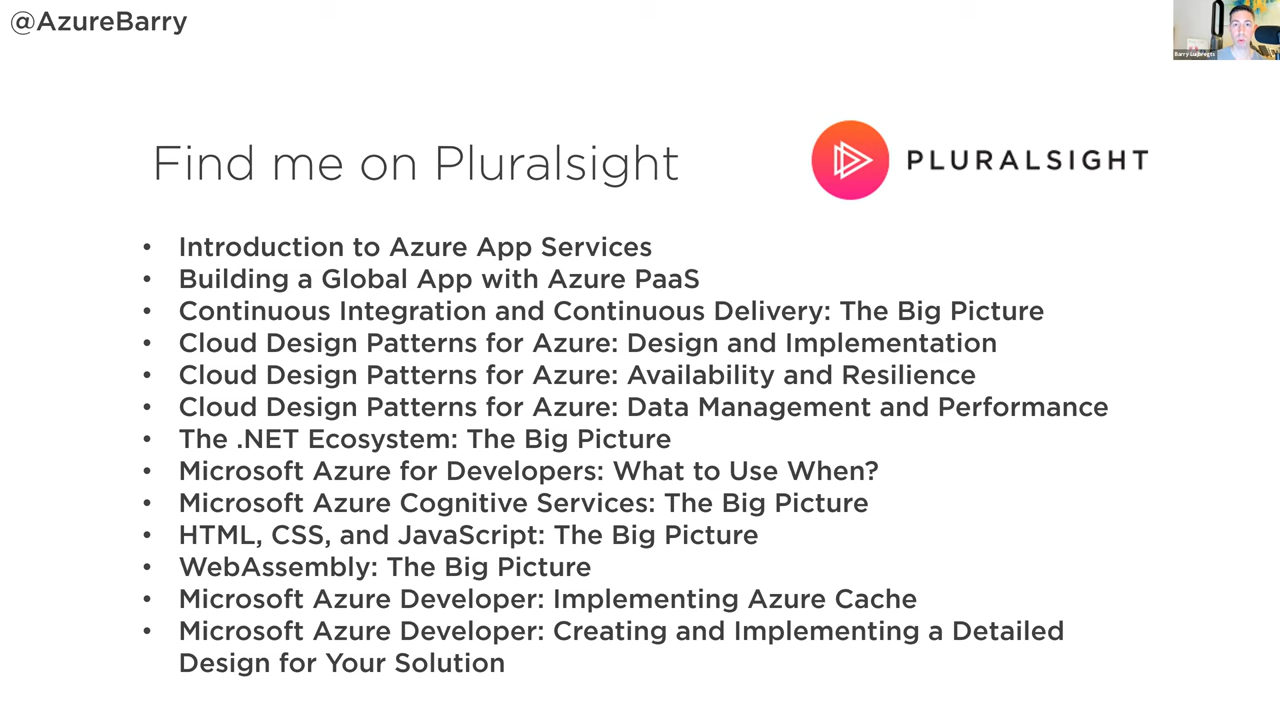 @AzureBarry
Barry Luijbregts
Find me on Pluralsight
PLURALSIGHT
• Introduction to Azure App Services
• Building a Global App with Azure PaaS
• Continuous Integration and Continuous Delivery: The Big Picture
• Cloud Design Patterns for Azure: Design and Implementation
• Cloud Design Patterns for Azure: Availability and Resilience
• Cloud Design Patterns for Azure: Data Management and Performance
• The .NET Ecosystem: The Big Picture
• Microsoft Azure for Developers: What to Use When?
• Microsoft Azure Cognitive Services: The Big Picture
• HTML, CSS, and JavaScript: The Big Picture
• WebAssembly: The Big Picture
• Microsoft Azure Developer: Implementing Azure Cache
• Microsoft Azure Developer: Creating and Implementing a Detailed
Design for Your Solution